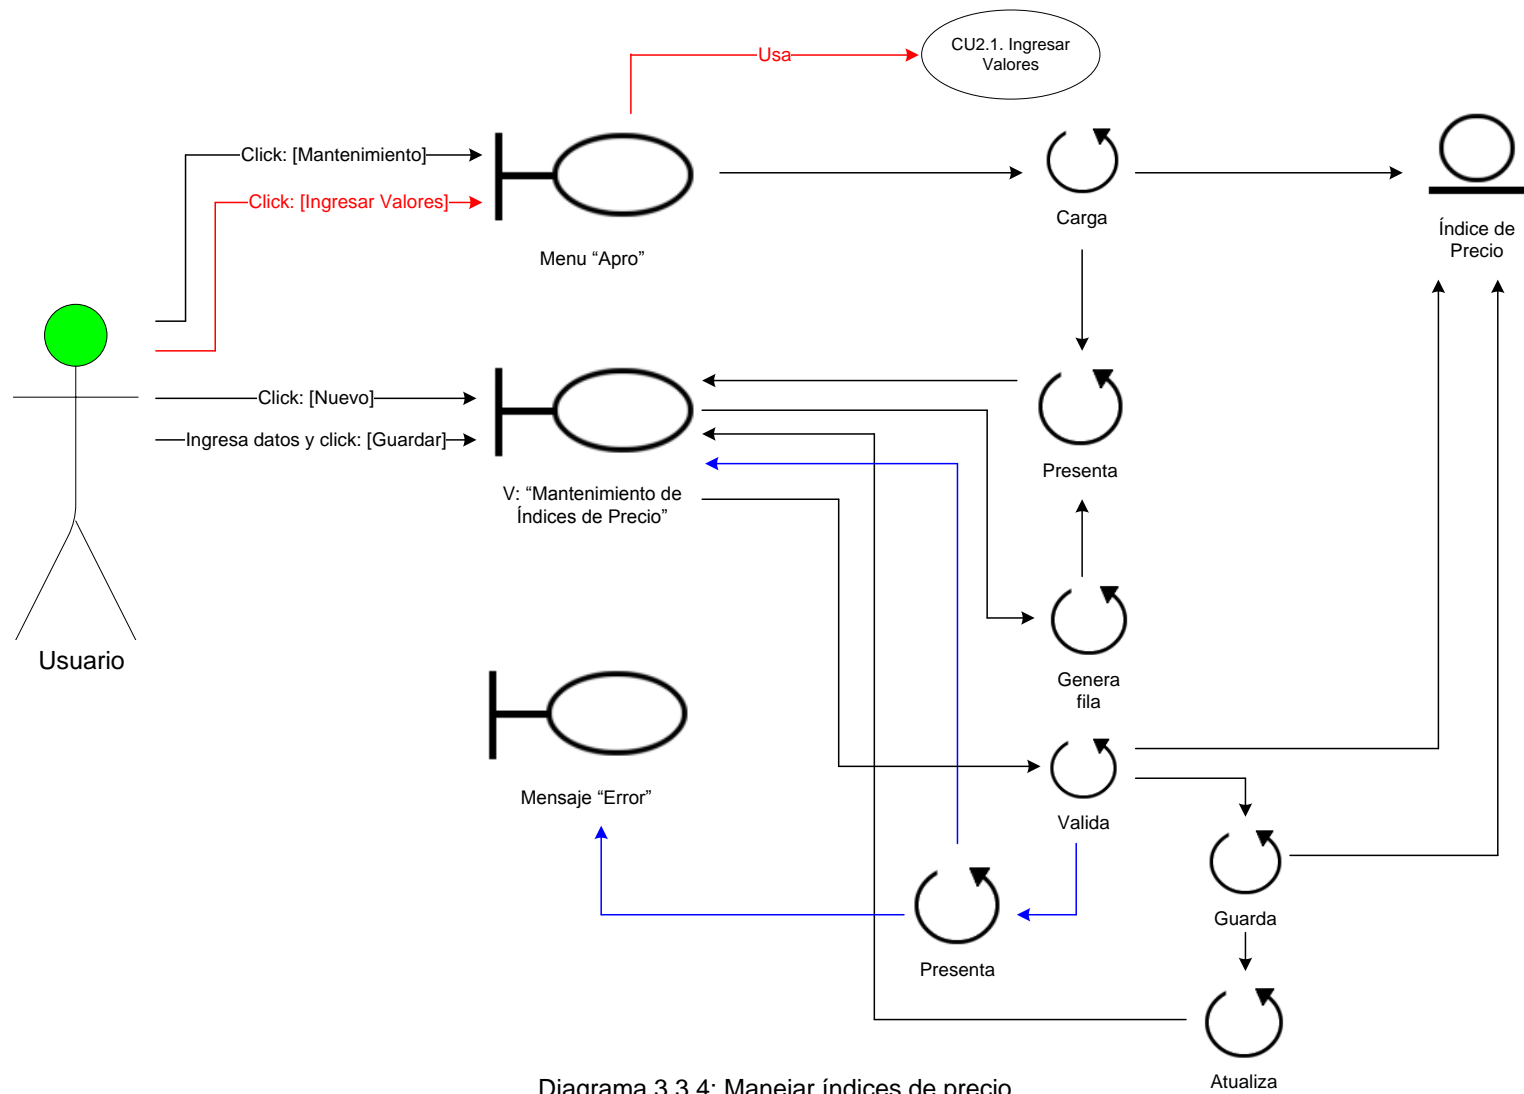 Usa
CU2.1. Ingresar
Valores
Click: [Mantenimiento]
Click: [Ingresar Valores]
Menu “Apro”
Carga
Índice de
Precio
Click: [Nuevo]
Ingresa datos y click: [Guardar]
V: “Mantenimiento de
Índices de Precio”
Presenta
Usuario
Genera
fila
Mensaje “Error”
Valida
Guarda
Presenta
Atualiza
Diagrama 3.3.4: Manejar índices de precio